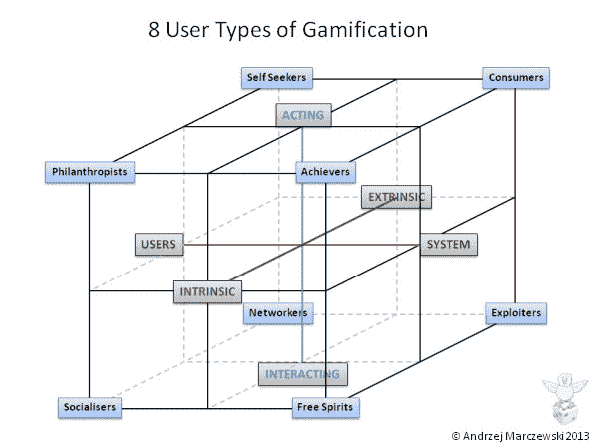 8 User Types of Gamification
Self Seekers
Consumers
ACTING
Philanthropists
Achievers
EXTRINSIC
USERS
SYSTEM
INTRINSIC
Networkers
Exploiters
INTERACTING
Socialisers
Free Spirits
© Andrzej Marczewski 2013